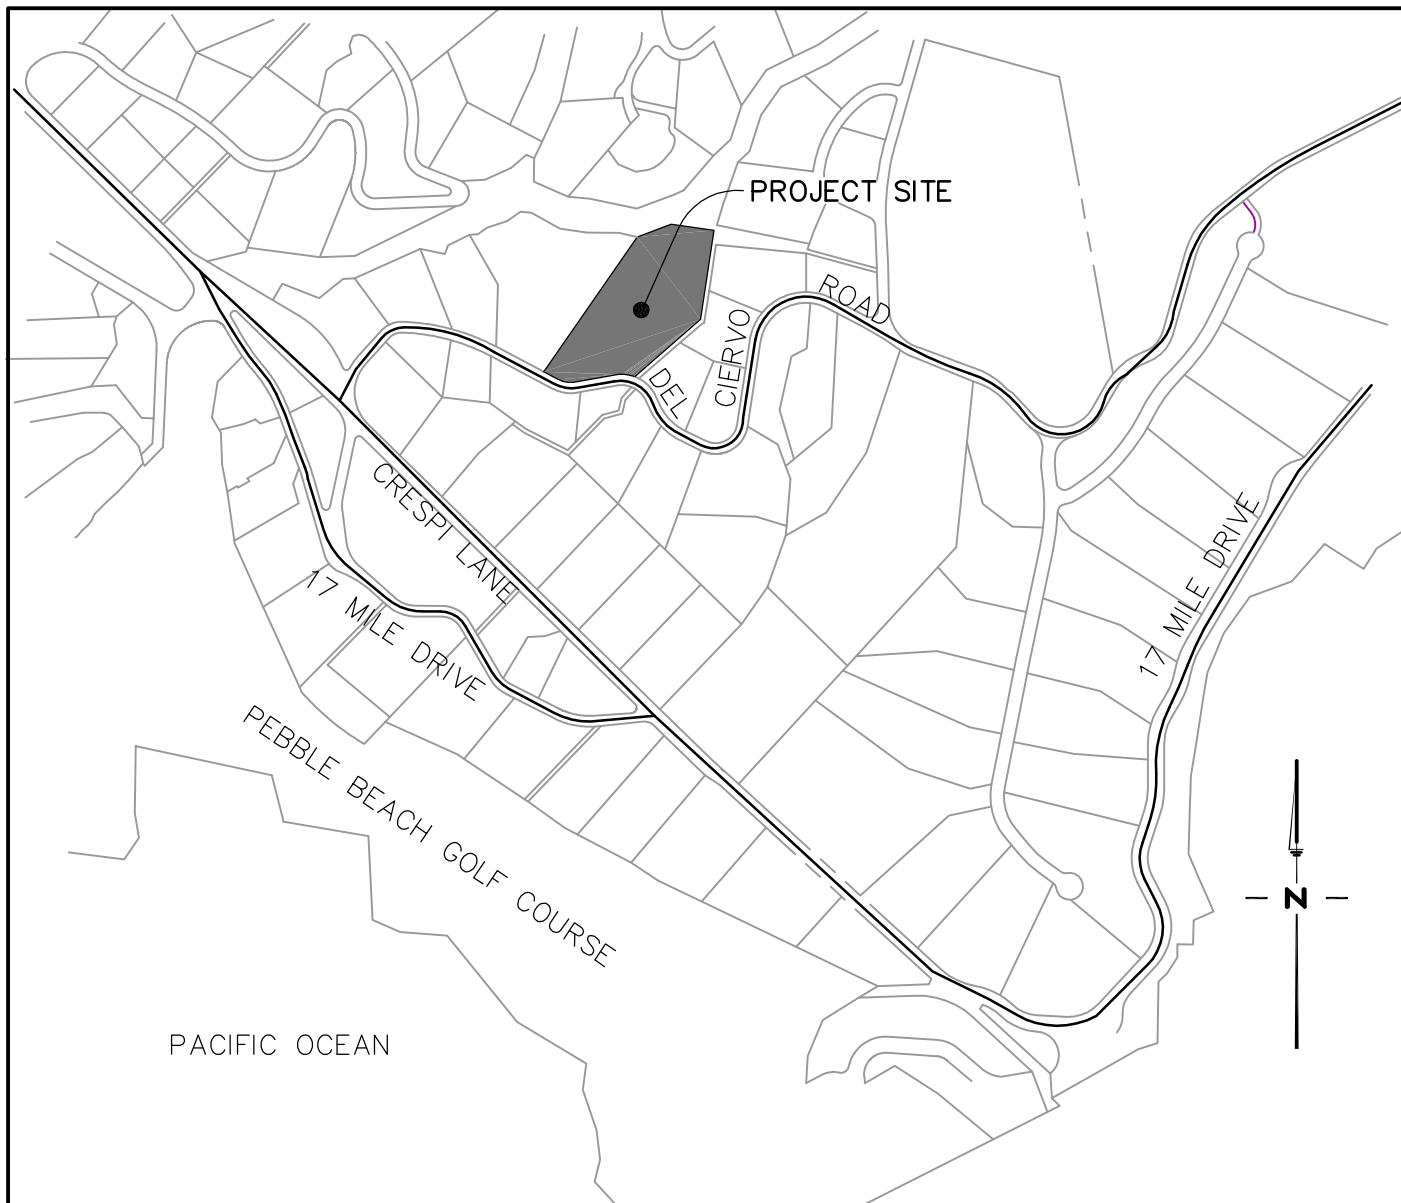 PROJECT SITE
ROAD
CIERVO
DEL
CRESPI LANE
17 MILE DRIVE
17 MILE DRIVE
PEBBLE BEACH GOLF COURSE
N
PACIFIC OCEAN